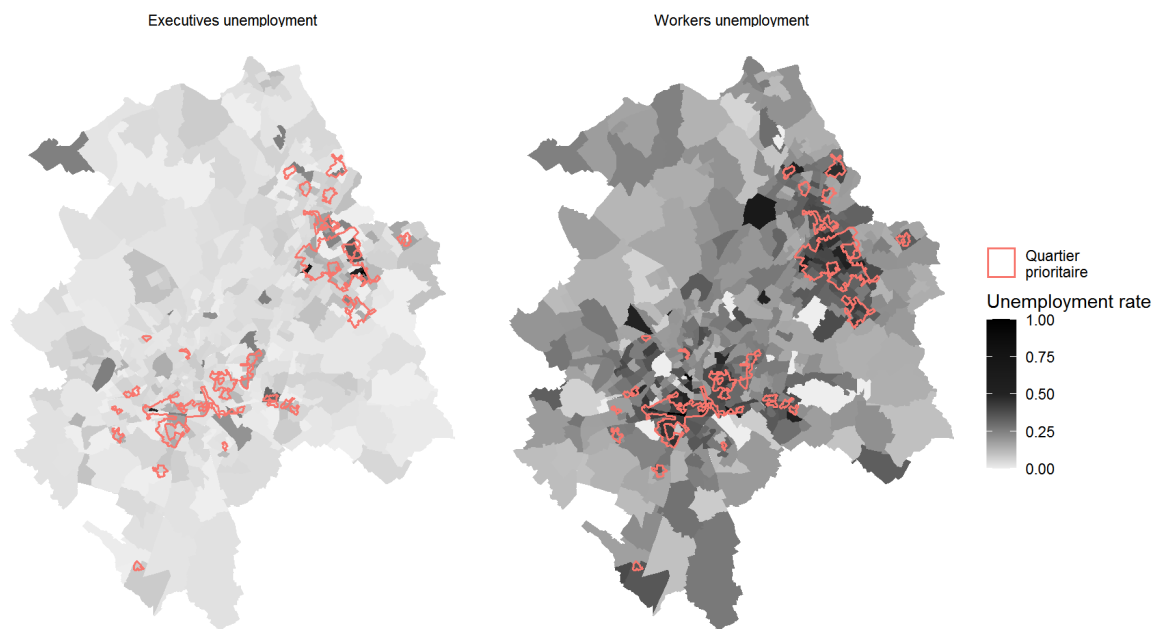 Executives unemployment
Workers unemployment
Quartier
prioritaire
Unemployment rate
1.00
0.75
0.50
0.25
0.00